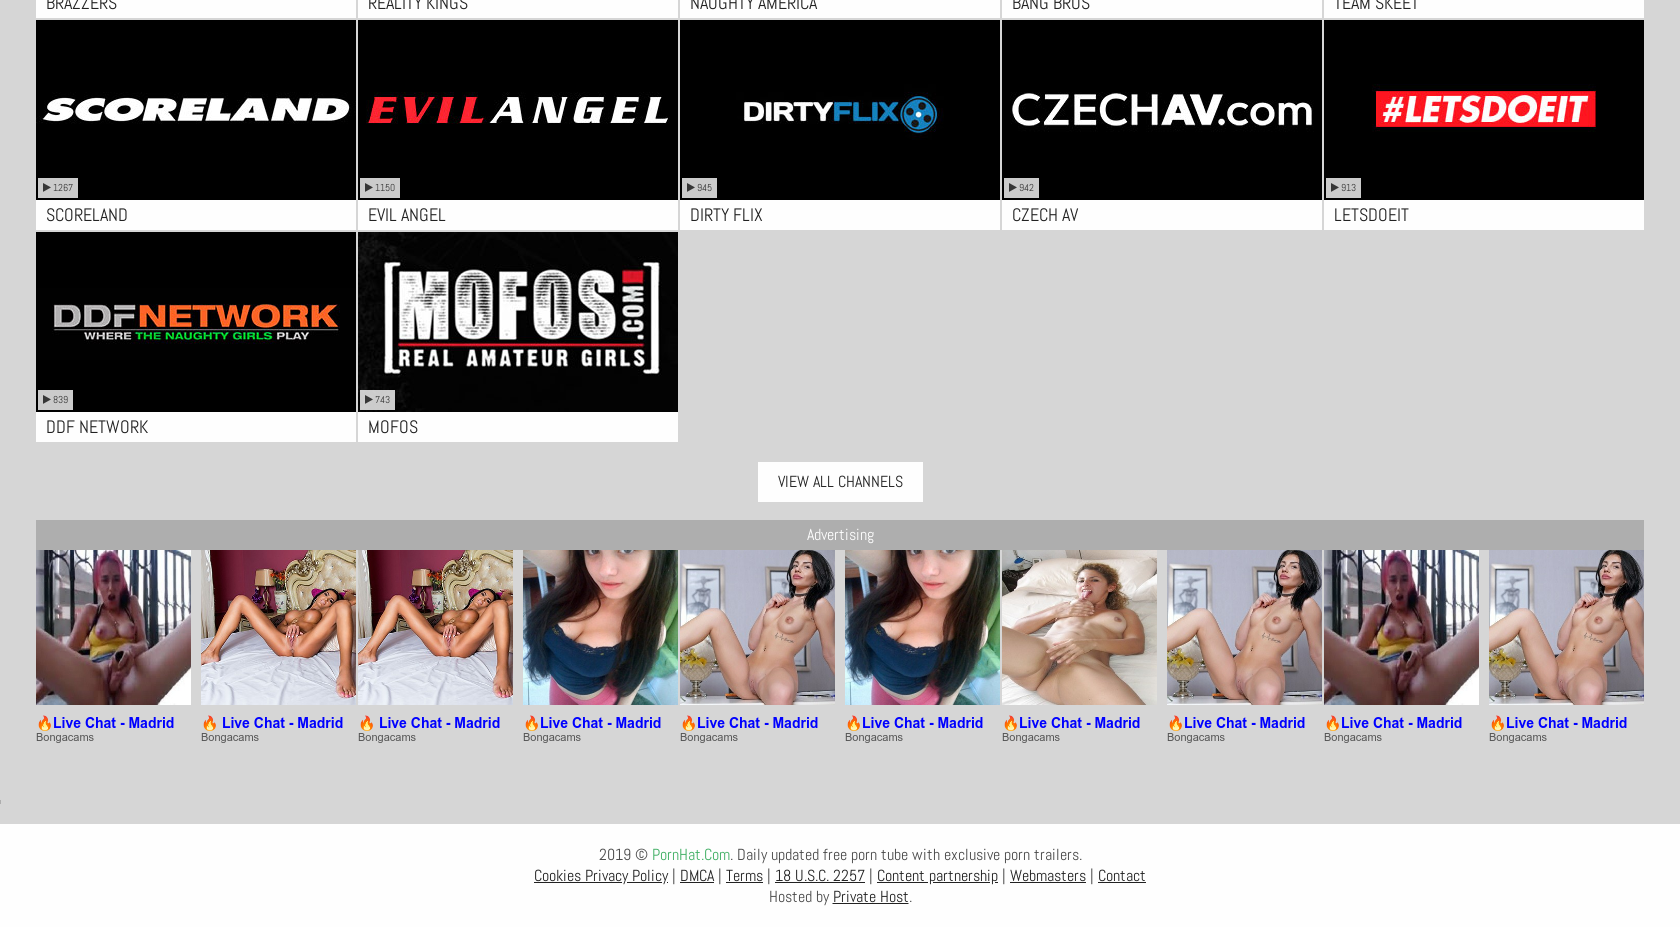 BRAZZERS REALITY KINGS NAUGHTY AMERICA BANG BROS TEAM SKEET
SCORELAND EVIL ANGEL DIRTYFLIX CZECHAV.com #LETSDOEIT
1267 1150 945 942 913
SCORELAND EVIL ANGEL DIRTY FLIX CZECH AV LETSDOEIT
DDFNETWORK
WHERE THE NAUGHTY GIRLS PLAY
[MOFOS.COM
REAL AMATEUR GIRLS]
839 743
DDF NETWORK MOFOS
VIEW ALL CHANNELS
Advertising
🔥Live Chat - Madrid 🔥 Live Chat - Madrid 🔥 Live Chat - Madrid 🔥Live Chat - Madrid 🔥Live Chat - Madrid 🔥Live Chat - Madrid 🔥Live Chat - Madrid 🔥Live Chat - Madrid 🔥Live Chat - Madrid 🔥Live Chat - Madrid
Bongacams Bongacams Bongacams Bongacams Bongacams Bongacams Bongacams Bongacams Bongacams Bongacams
2019 © PornHat.Com. Daily updated free porn tube with exclusive porn trailers.
Cookies Privacy Policy | DMCA | Terms | 18 U.S.C. 2257 | Content partnership | Webmasters | Contact
Hosted by Private Host.